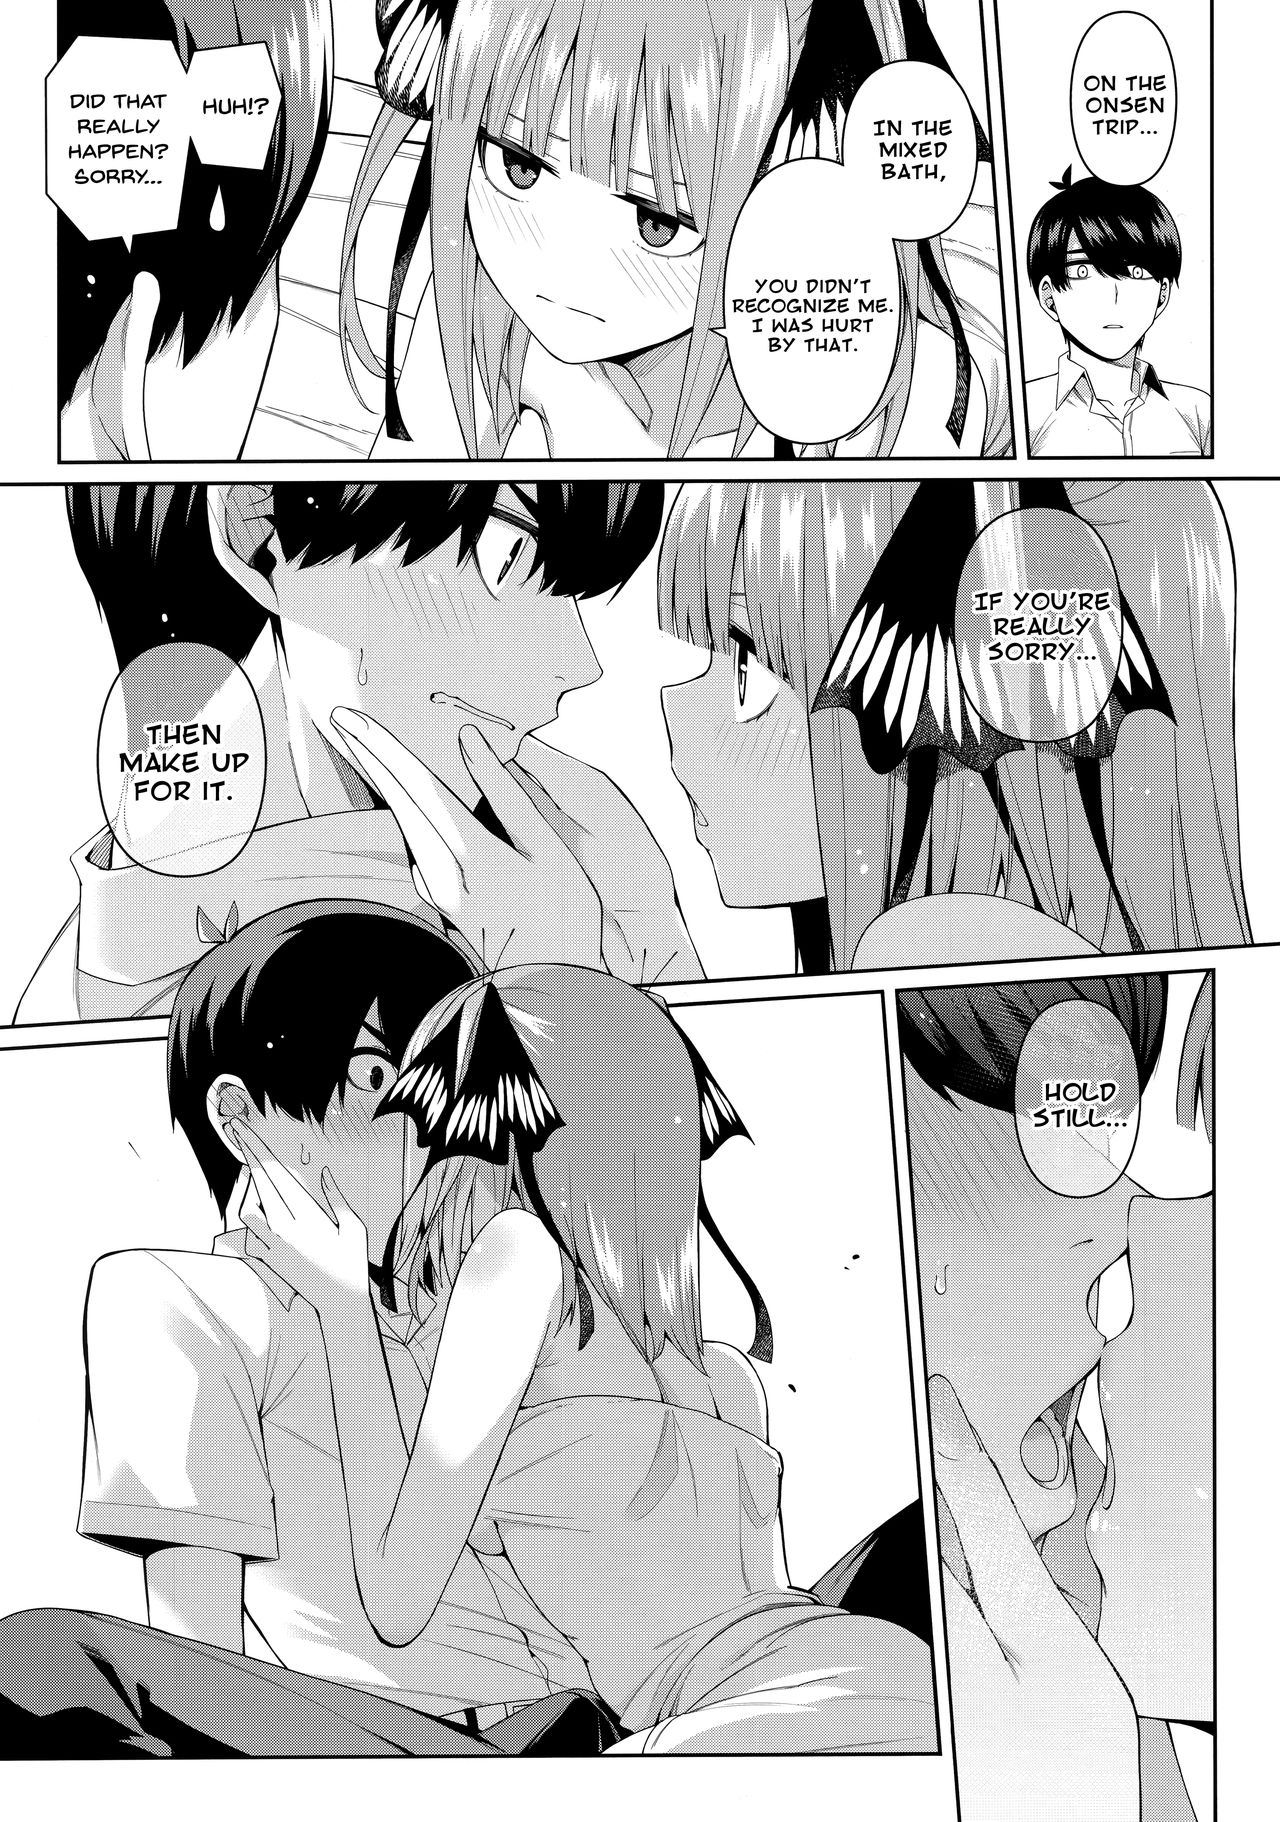 ON THE
ONSEN
TRIP...
IN THE
MIXED
BATH,
YOU DIDN'T
RECOGNIZE ME.
I WAS HURT
BY THAT.
HUH!?
DID THAT
REALLY
HAPPEN?
SORRY...
IF YOU'RE
REALLY
SORRY...
THEN
MAKE UP
FOR IT.
HOLD
STILL...